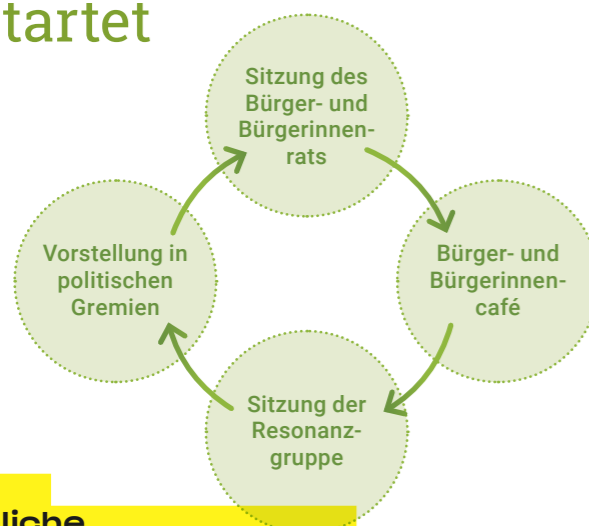 tartet
Sitzung des
Bürger- und
Bürgerinnen-
rats
Bürger- und
Bürgerinnen-
café
Sitzung der
Resonanz-
gruppe
Vorstellung in
politischen
Gremien
liche